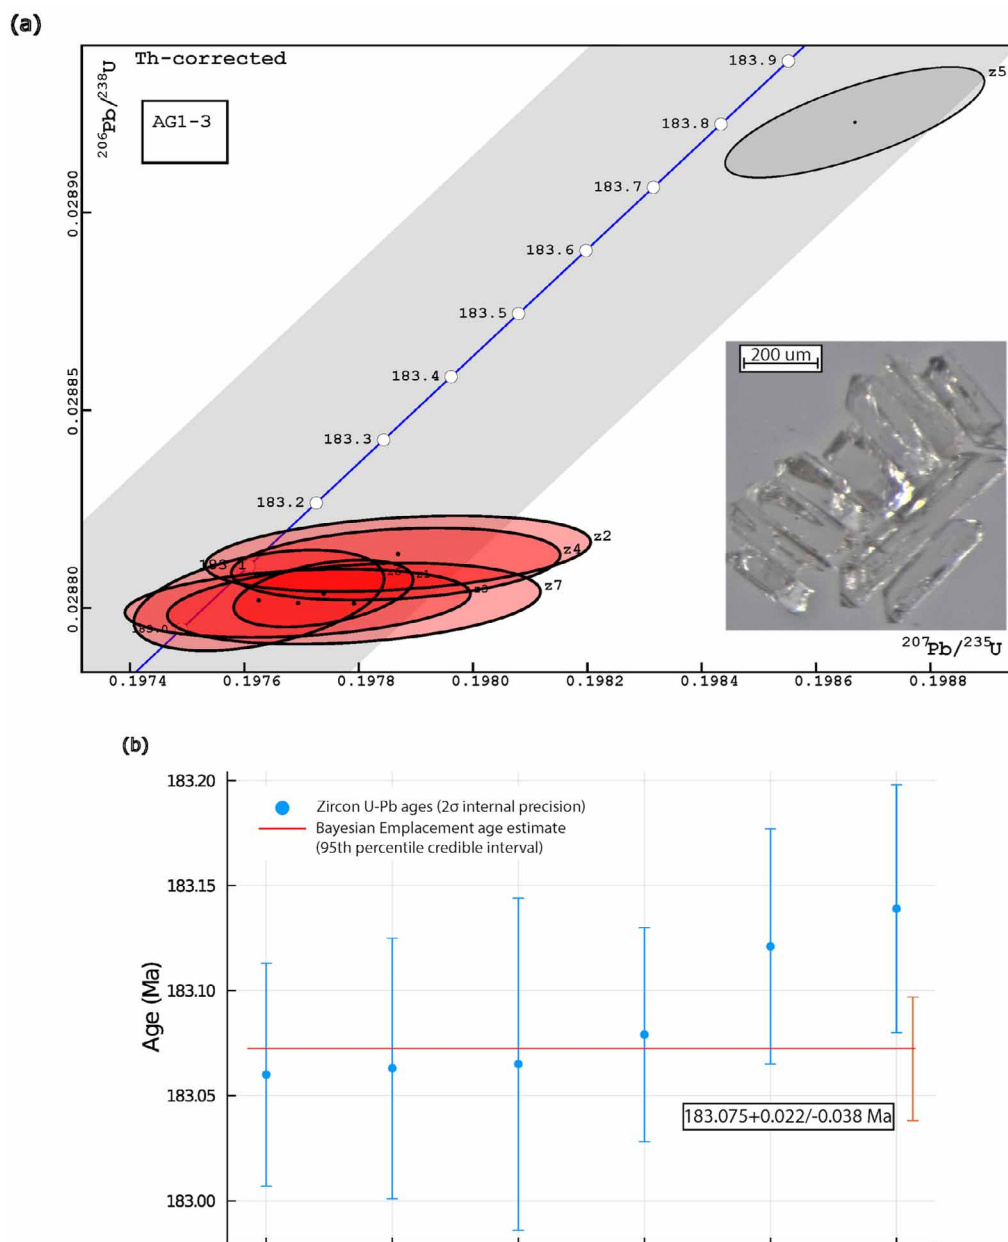 (a)
Th-corrected
206Pb/238U
AG1-3
183.9
z5
183.8
0.02890
183.7
183.6
183.5
200 um
183.4
0.02885
183.3
183.2
z2
z4
183.1
z1
z3
z7
0.02880
183.0
207Pb/235U
0.1974
0.1976
0.1978
0.1980
0.1982
0.1984
0.1986
0.1988
(b)
183.20
Zircon U-Pb ages (2σ internal precision)
Bayesian Emplacement age estimate
(95th percentile credible interval)
183.15
183.10
Age (Ma)
183.05
183.075+0.022/-0.038 Ma
183.00